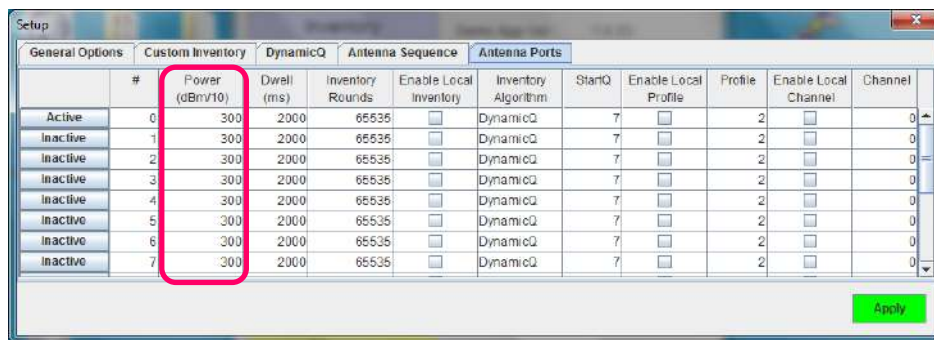 Setup
General Options Custom Inventory DynamicQ Antenna Sequence Antenna Ports
# Power (dBm/10) Dwell (ms) Inventory Rounds Enable Local Inventory Inventory Algorithm StartQ Enable Local Profile Profile Enable Local Channel Channel
Active 0 300 2000 65535 DynamicQ 7 2 0
Inactive 1 300 2000 65535 DynamicQ 7 2 0
Inactive 2 300 2000 65535 DynamicQ 7 2 0
Inactive 3 300 2000 65535 DynamicQ 7 2 0
Inactive 4 300 2000 65535 DynamicQ 7 2 0
Inactive 5 300 2000 65535 DynamicQ 7 2 0
Inactive 6 300 2000 65535 DynamicQ 7 2 0
Inactive 7 300 2000 65535 DynamicQ 7 2 0
Apply